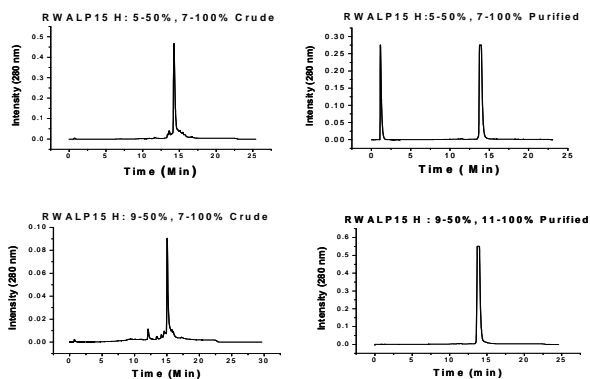 RWALP15 H: 5-50%, 7-100% Crude
Intensity (280 nm)
0.5
0.4
0.3
0.2
0.1
0.0
0 5 10 15 20 25
Time (Min)
RWALP15 H:5-50%, 7-100% Purified
Intensity (280 nm)
0.30
0.25
0.20
0.15
0.10
0.05
0.00
0 5 10 15 20 25
Time ( Min)
RWALP15 H: 9-50%, 7-100% Crude
Intensity (280 nm)
0.10
0.08
0.06
0.04
0.02
0.00
0 5 10 15 20 25 30
Time (Min)
RWALP15 H : 9-50%, 11-100% Purified
Intensity (280 nm)
0.6
0.5
0.4
0.3
0.2
0.1
0.0
0 5 10 15 20 25
Time (Min)